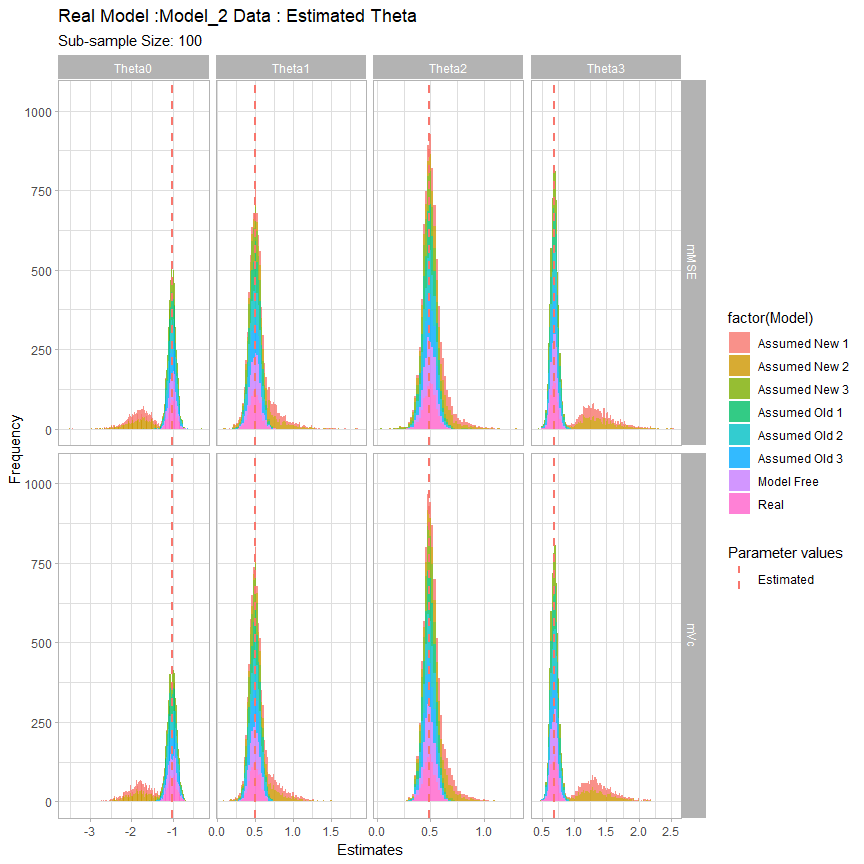 Real Model :Model_2 Data : Estimated Theta
Sub-sample Size: 100
Theta0
Theta1
Theta2
Theta3
1000
750
500
250
0
mMSE
1000
750
500
250
0
mVc
-3
-2
-1
0.0
0.5
1.0
1.5
0.0
0.5
1.0
0.5
1.0
1.5
2.0
2.5
Frequency
Estimates
factor(Model)
Assumed New 1
Assumed New 2
Assumed New 3
Assumed Old 1
Assumed Old 2
Assumed Old 3
Model Free
Real
Parameter values
Estimated